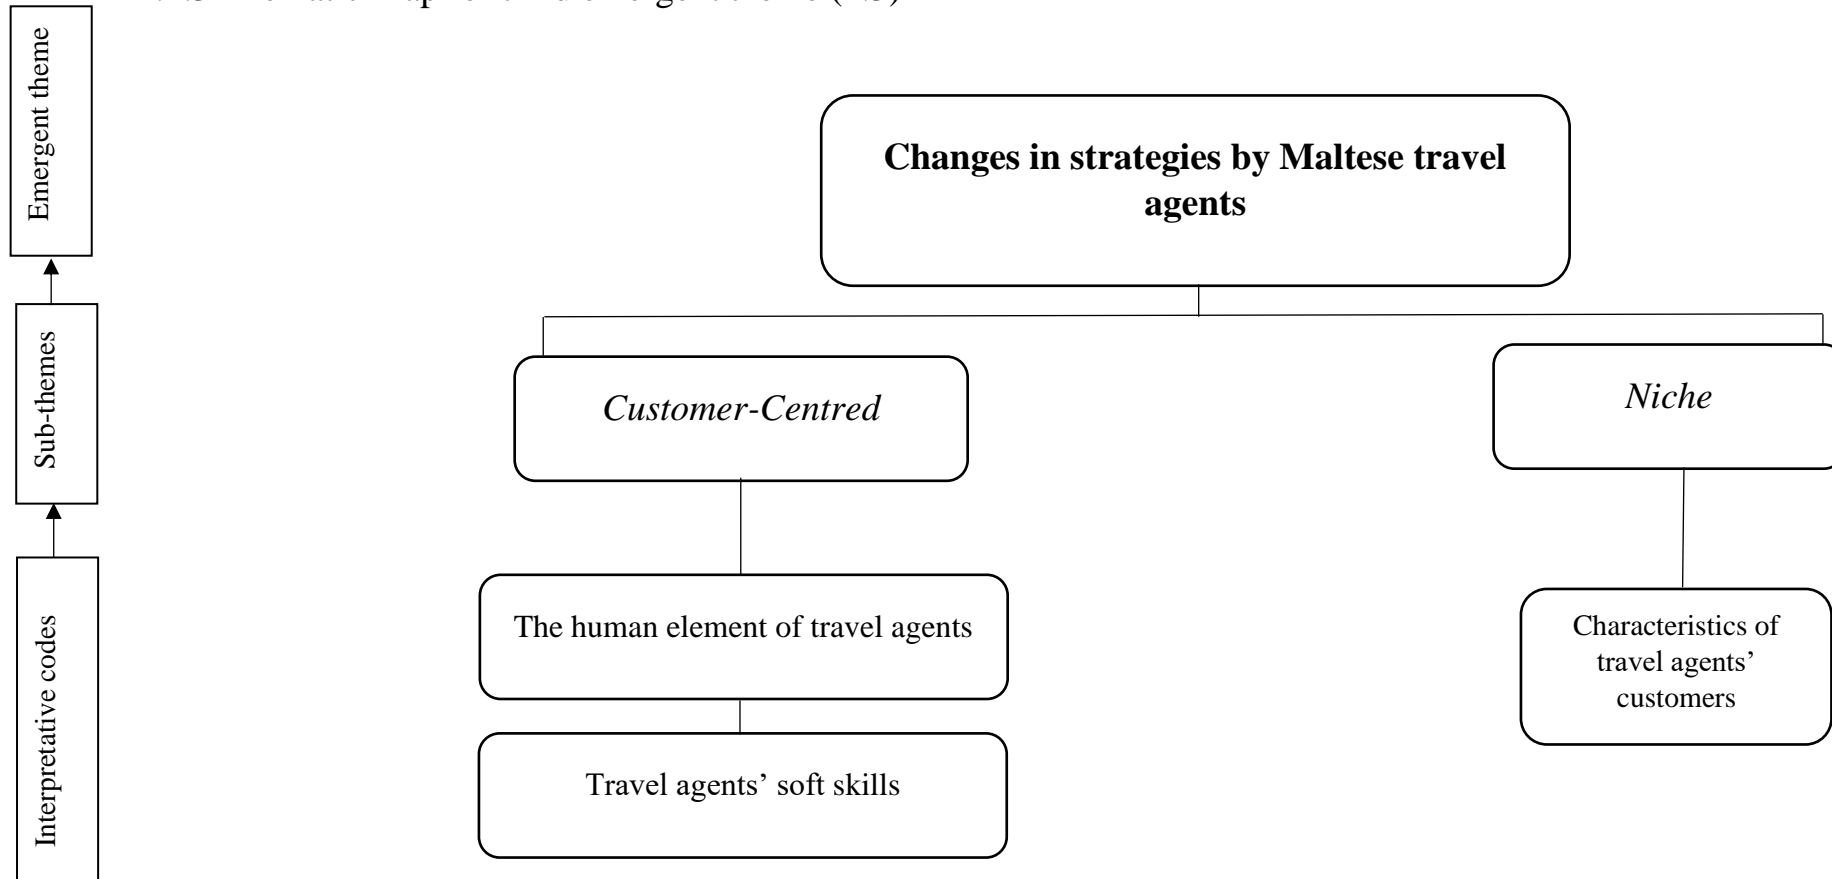 Emergent theme
Changes in strategies by Maltese travel
agents
Sub-themes
Customer-Centred
Niche
Interpretative codes
The human element of travel agents
Characteristics of
travel agents’
customers
Travel agents’ soft skills